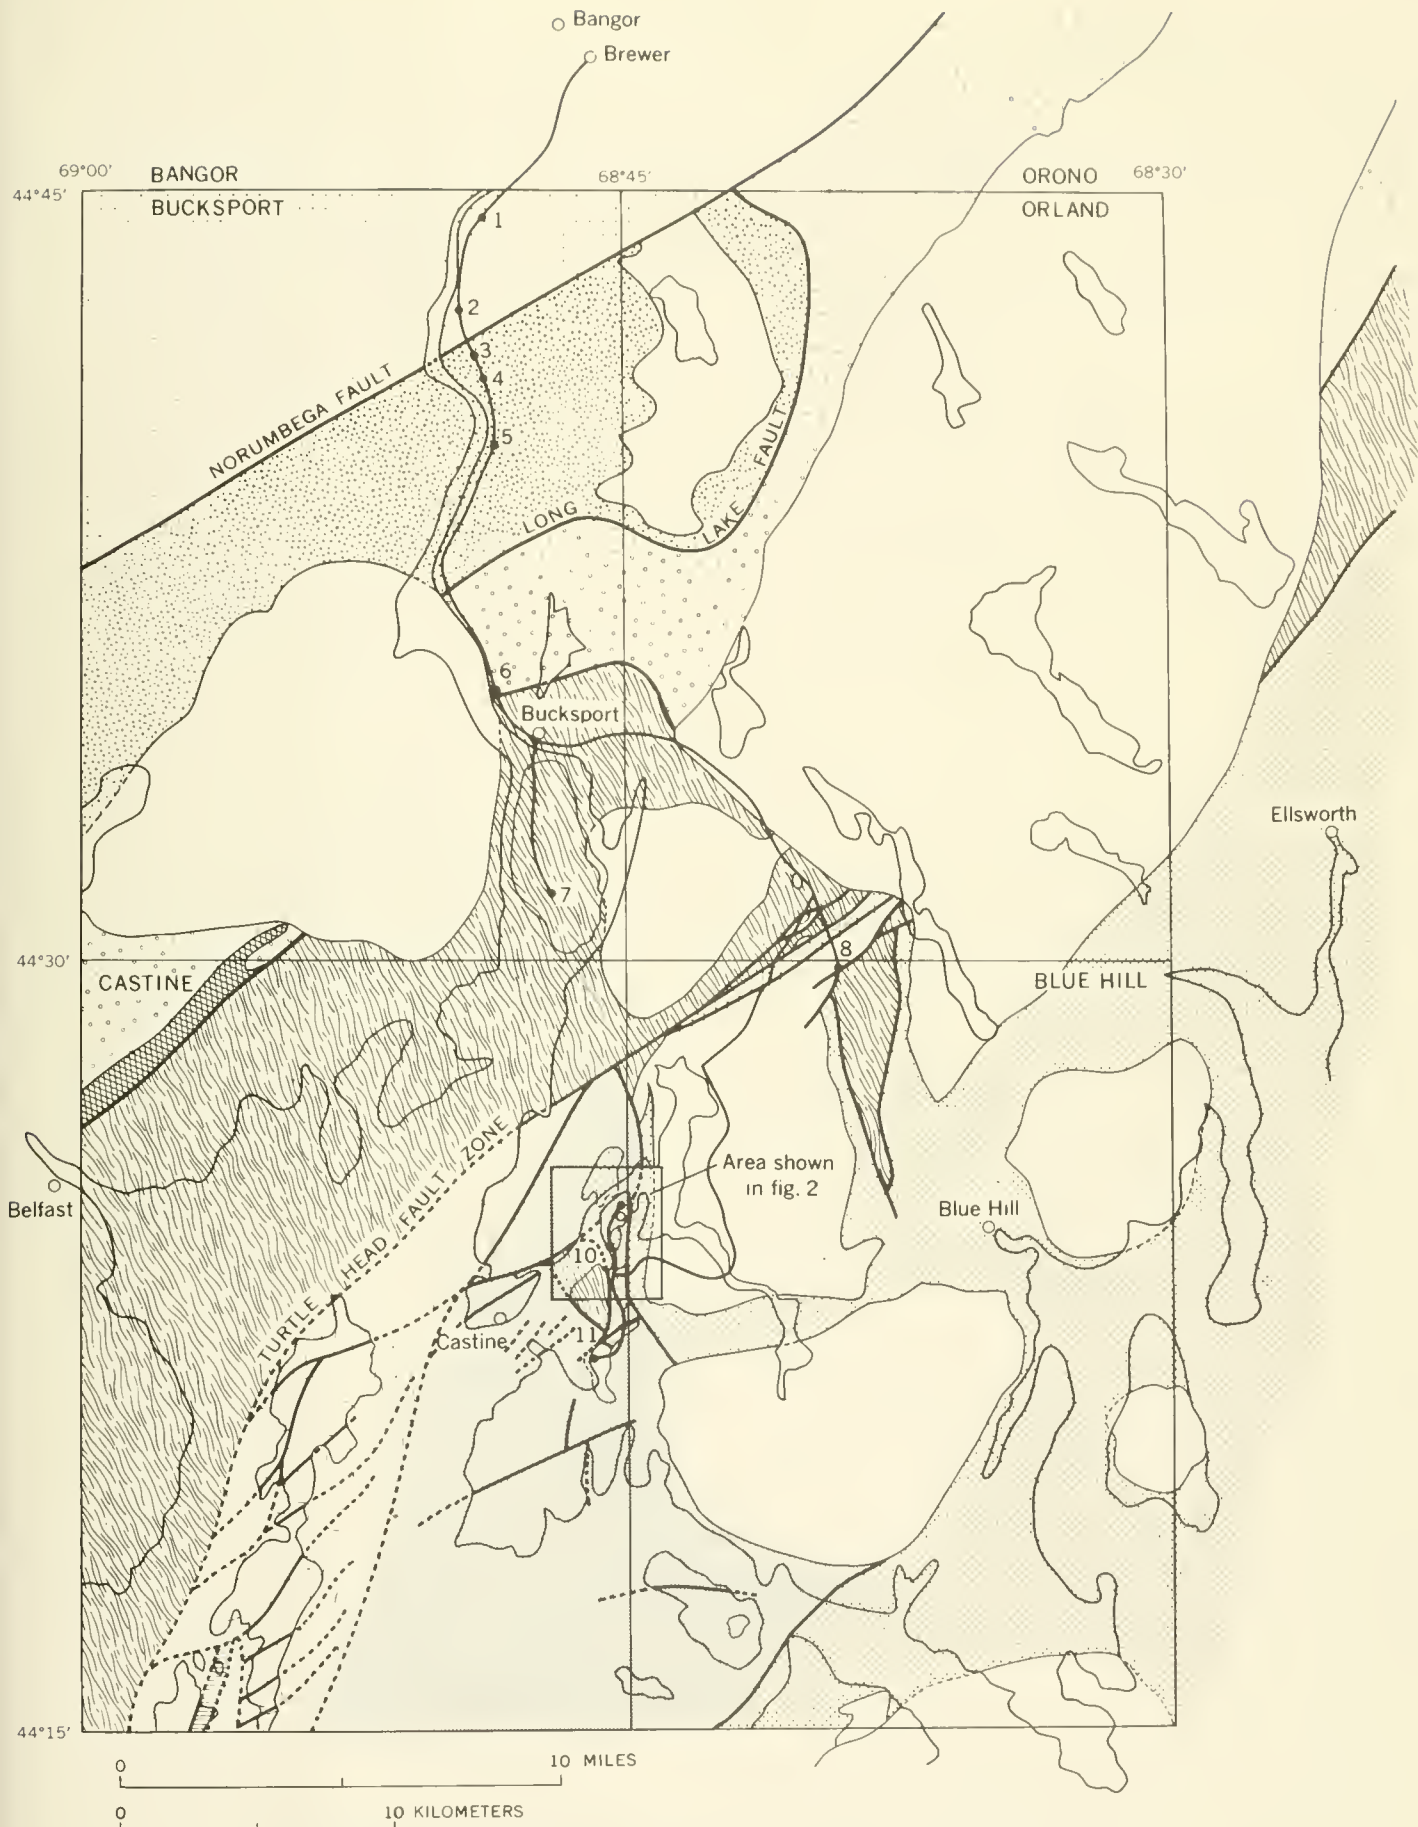 Bangor
Brewer
69°00'
BANGOR
68°45'
ORONO
68°30'
44°45'
BUCKSPORT
ORLAND
1
2
3
4
5
NORUMBEGA FAULT
LONG LAKE FAULT
6
Bucksport
Ellsworth
7
8
44°30'
CASTINE
BLUE HILL
TURTLE HEAD FAULT ZONE
Area shown
in fig. 2
Belfast
9
Blue Hill
10
Castine
11
44°15'
0
10 MILES
0
10 KILOMETERS